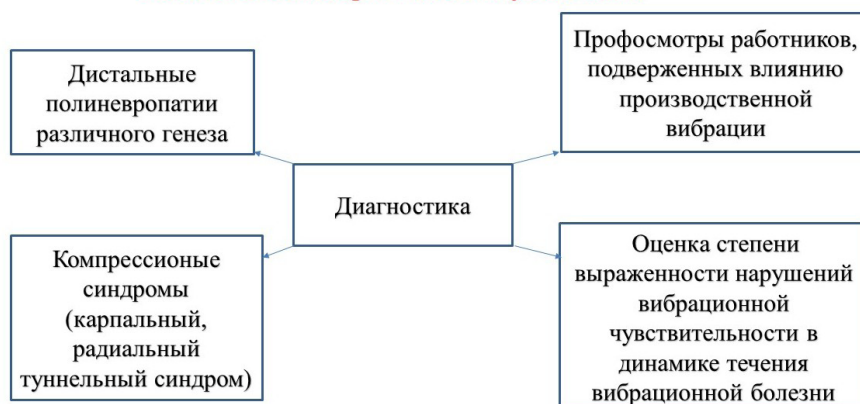 Дистальные
полиневропатии
различного генеза
Профосмотры работников,
подверженных влиянию
производственной
вибрации
Диагностика
Компрессионые
синдромы
(карпальный,
радиальный
туннельный синдром)
Оценка степени
выраженности нарушений
вибрационной
чувствительности в
динамике течения
вибрационной болезни